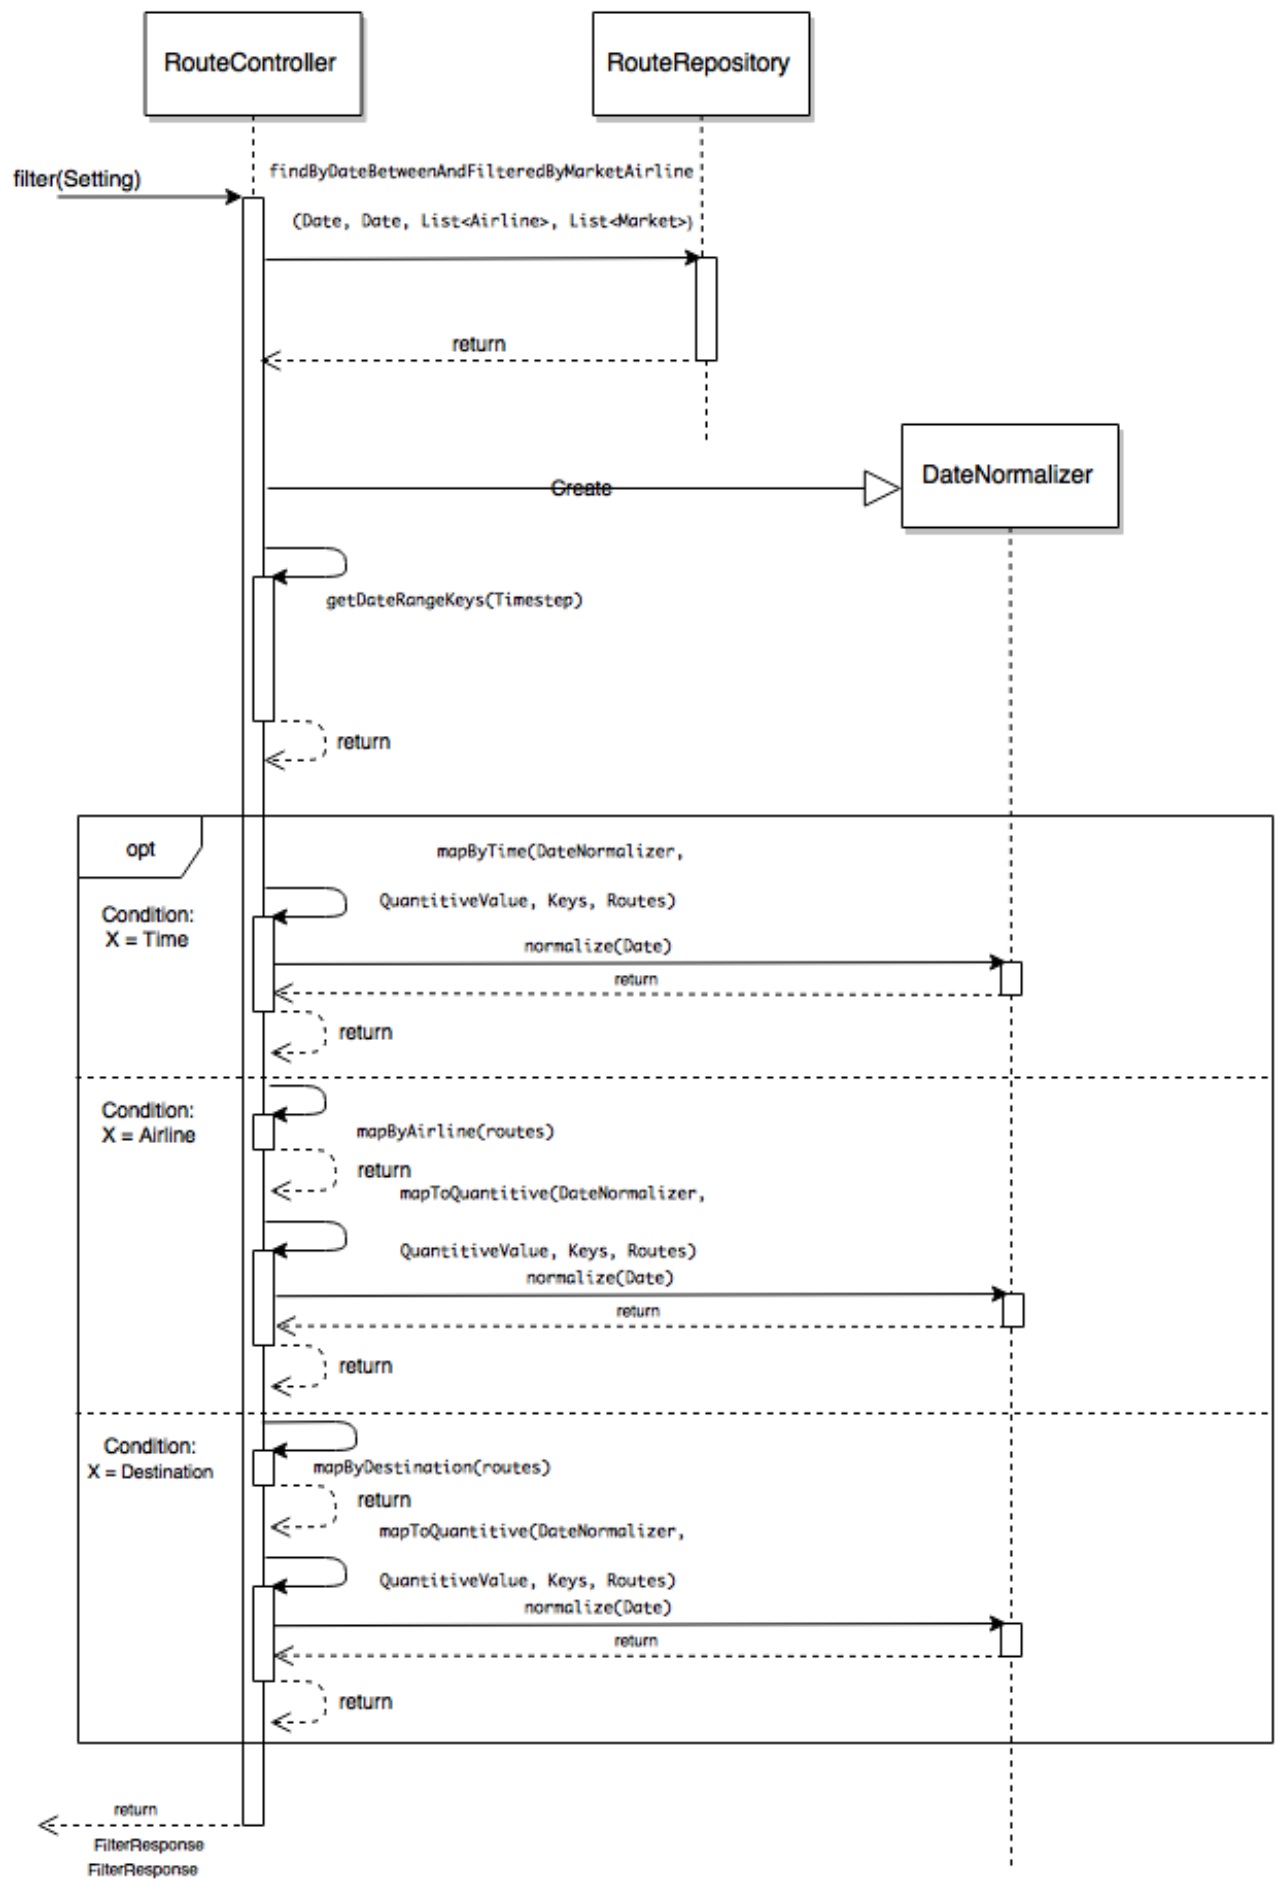 RouteController
RouteRepository
filter(Setting)
findByDateBetweenAndFilteredByMarketAirline
(Date, Date, List<Airline>, List<Market>)
return
Create
DateNormalizer
getDateRangeKeys(Timestep)
return
opt
mapByTime(DateNormalizer,
Condition:
X = Time
QuantitiveValue, Keys, Routes)
normalize(Date)
return
return
Condition:
X = Airline
mapByAirline(routes)
return
mapToQuantitive(DateNormalizer,
QuantitiveValue, Keys, Routes)
normalize(Date)
return
return
Condition:
X = Destination
mapByDestination(routes)
return
mapToQuantitive(DateNormalizer,
QuantitiveValue, Keys, Routes)
normalize(Date)
return
return
return
FilterResponse
FilterResponse